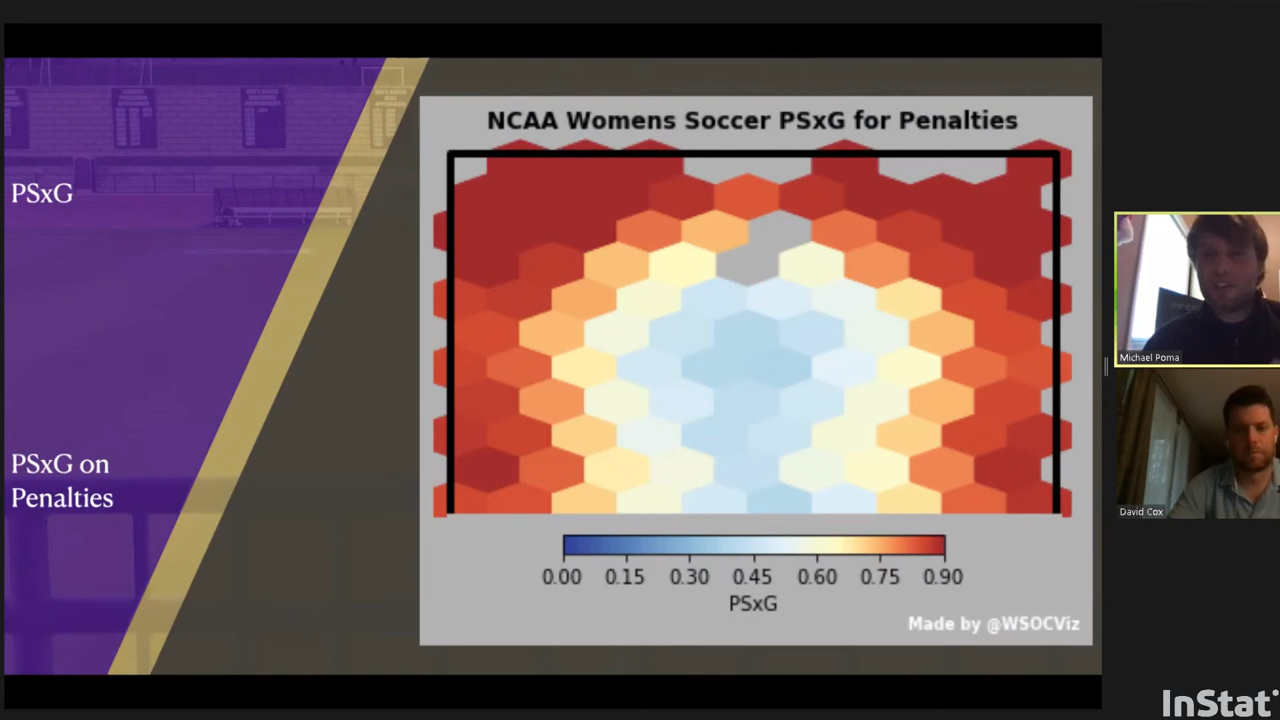 PSxG
PSxG on
Penalties
NCAA Womens Soccer PSxG for Penalties
0.00 0.15 0.30 0.45 0.60 0.75 0.90
PSxG
Made by @WSOCViz
Michael Poma
David Cox
InStat